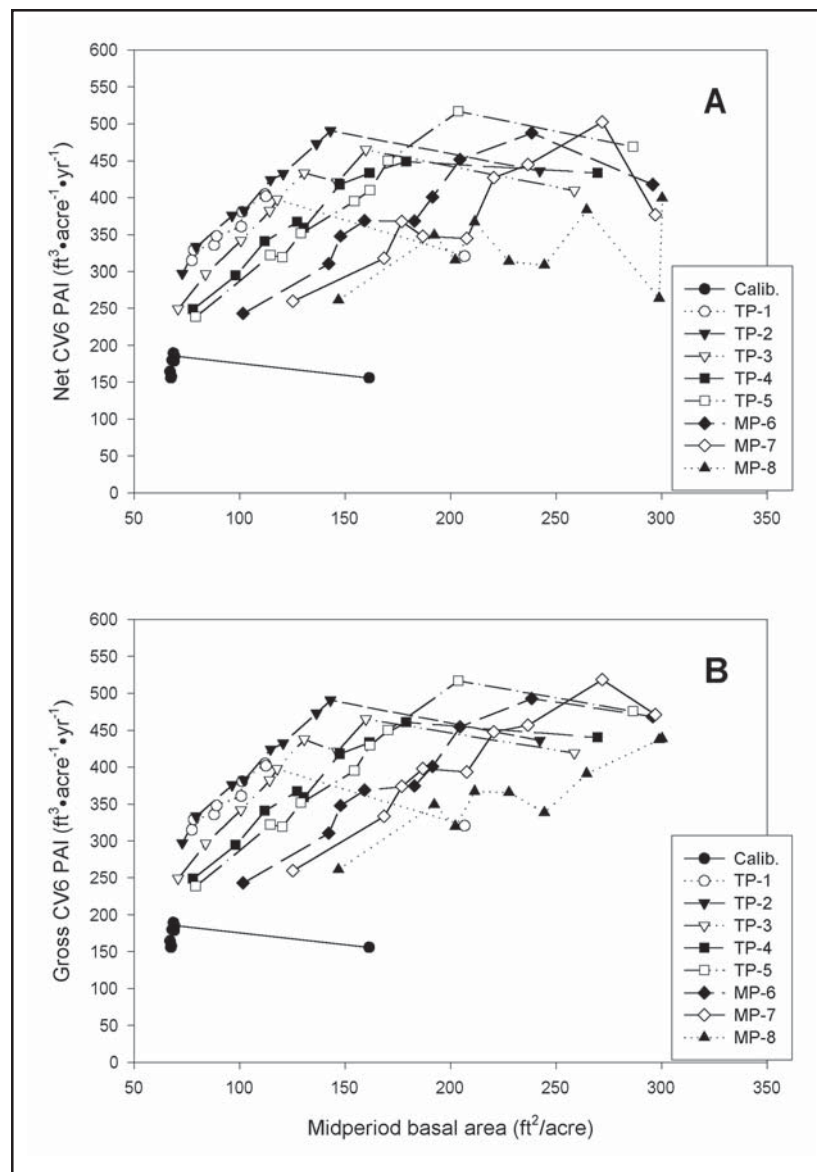 A
Net CV6 PAI (ft³•acre⁻¹•yr⁻¹)
600
550
500
450
400
350
300
250
200
150
100
50
0
50
100
150
200
250
300
350
Calib.
TP-1
TP-2
TP-3
TP-4
TP-5
MP-6
MP-7
MP-8
B
Gross CV6 PAI (ft³•acre⁻¹•yr⁻¹)
600
550
500
450
400
350
300
250
200
150
100
50
0
50
100
150
200
250
300
350
Calib.
TP-1
TP-2
TP-3
TP-4
TP-5
MP-6
MP-7
MP-8
Midperiod basal area (ft²/acre)